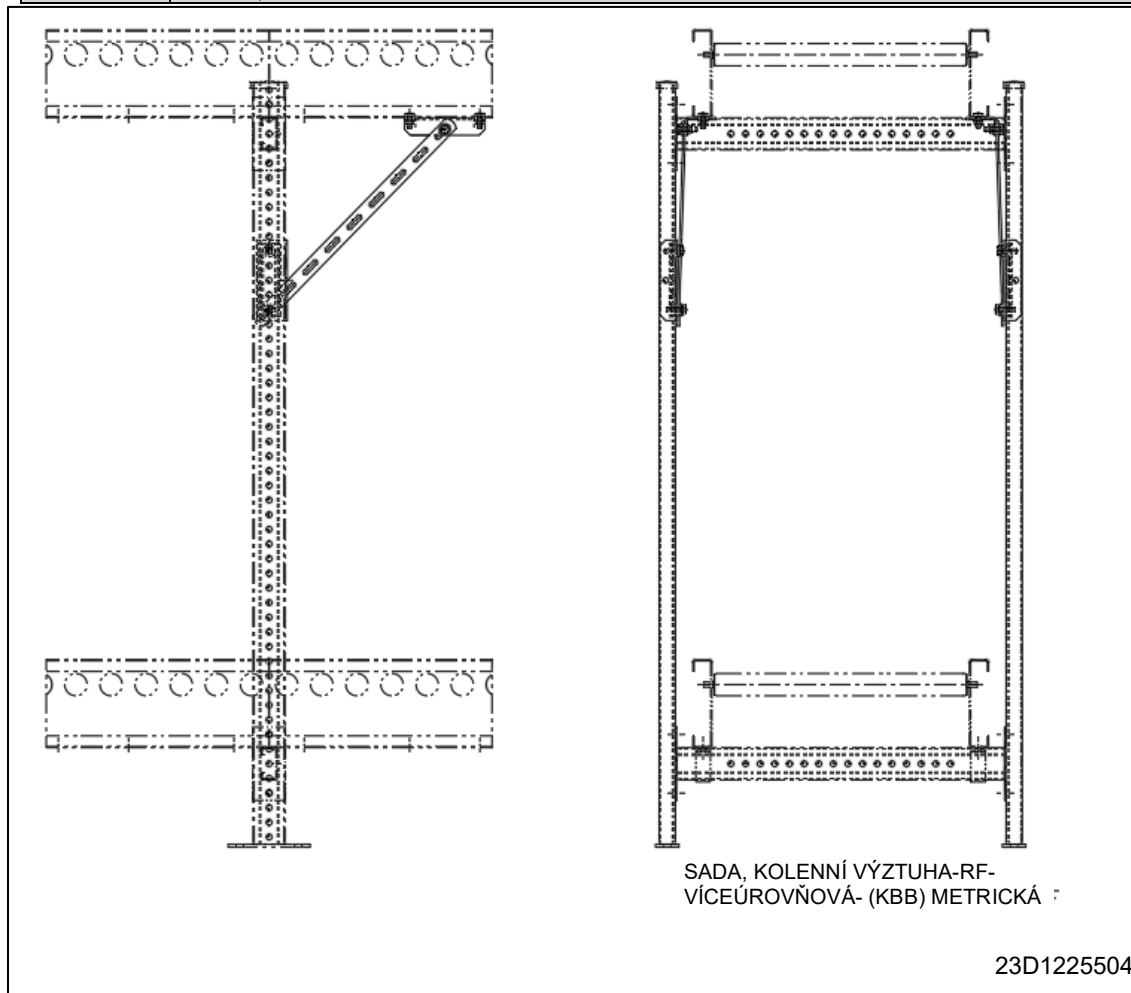 SADA, KOLENNÍ VÝZTUHA-RF-
VÍCEÚROVŇOVÁ- (KBB) METRICKÁ
23D1225504